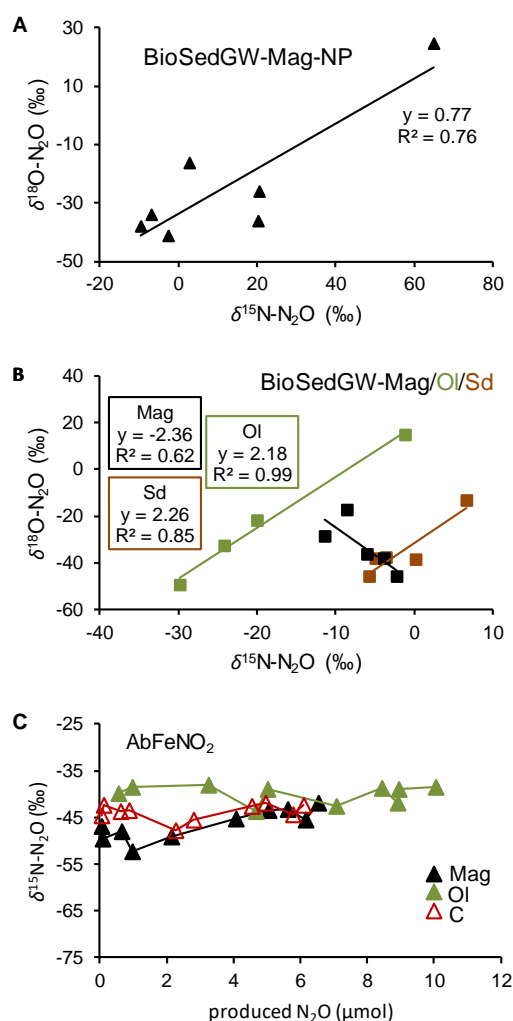 A
BioSedGW-Mag-NP
δ¹⁸O-N₂O (‰)
30
10
-10
-30
-50
y = 0.77
R² = 0.76
-20 0 20 40 60 80
δ¹⁵N-N₂O (‰)
B
BioSedGW-Mag/Ol/Sd
δ¹⁸O-N₂O (‰)
40
20
0
-20
-40
-60
Mag
y = -2.36
R² = 0.62
Ol
y = 2.18
R² = 0.99
Sd
y = 2.26
R² = 0.85
-40 -30 -20 -10 0 10
δ¹⁵N-N₂O (‰)
C
AbFeNO₂
δ¹⁵N-N₂O (‰)
-25
-35
-45
-55
-65
-75
Mag
Ol
C
0 2 4 6 8 10 12
produced N₂O (µmol)